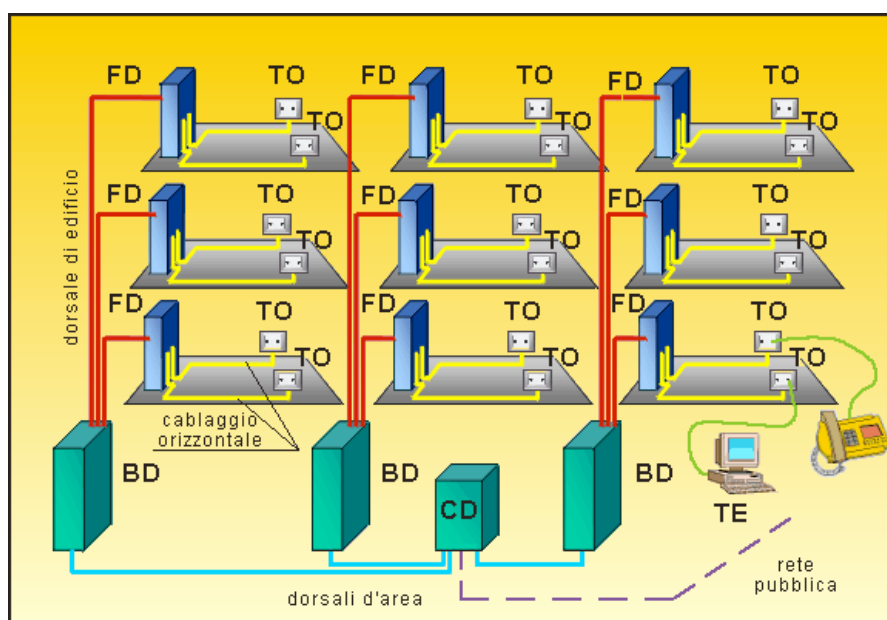 FD TO FD TO FD TO
TO TO TO
FD TO FD TO FD TO
TO TO TO
FD TO FD TO FD TO
TO TO TO
dorsale di edificio
cablaggio
orizzontale
BD BD BD
CD
TE
dorsali d'area
rete
pubblica